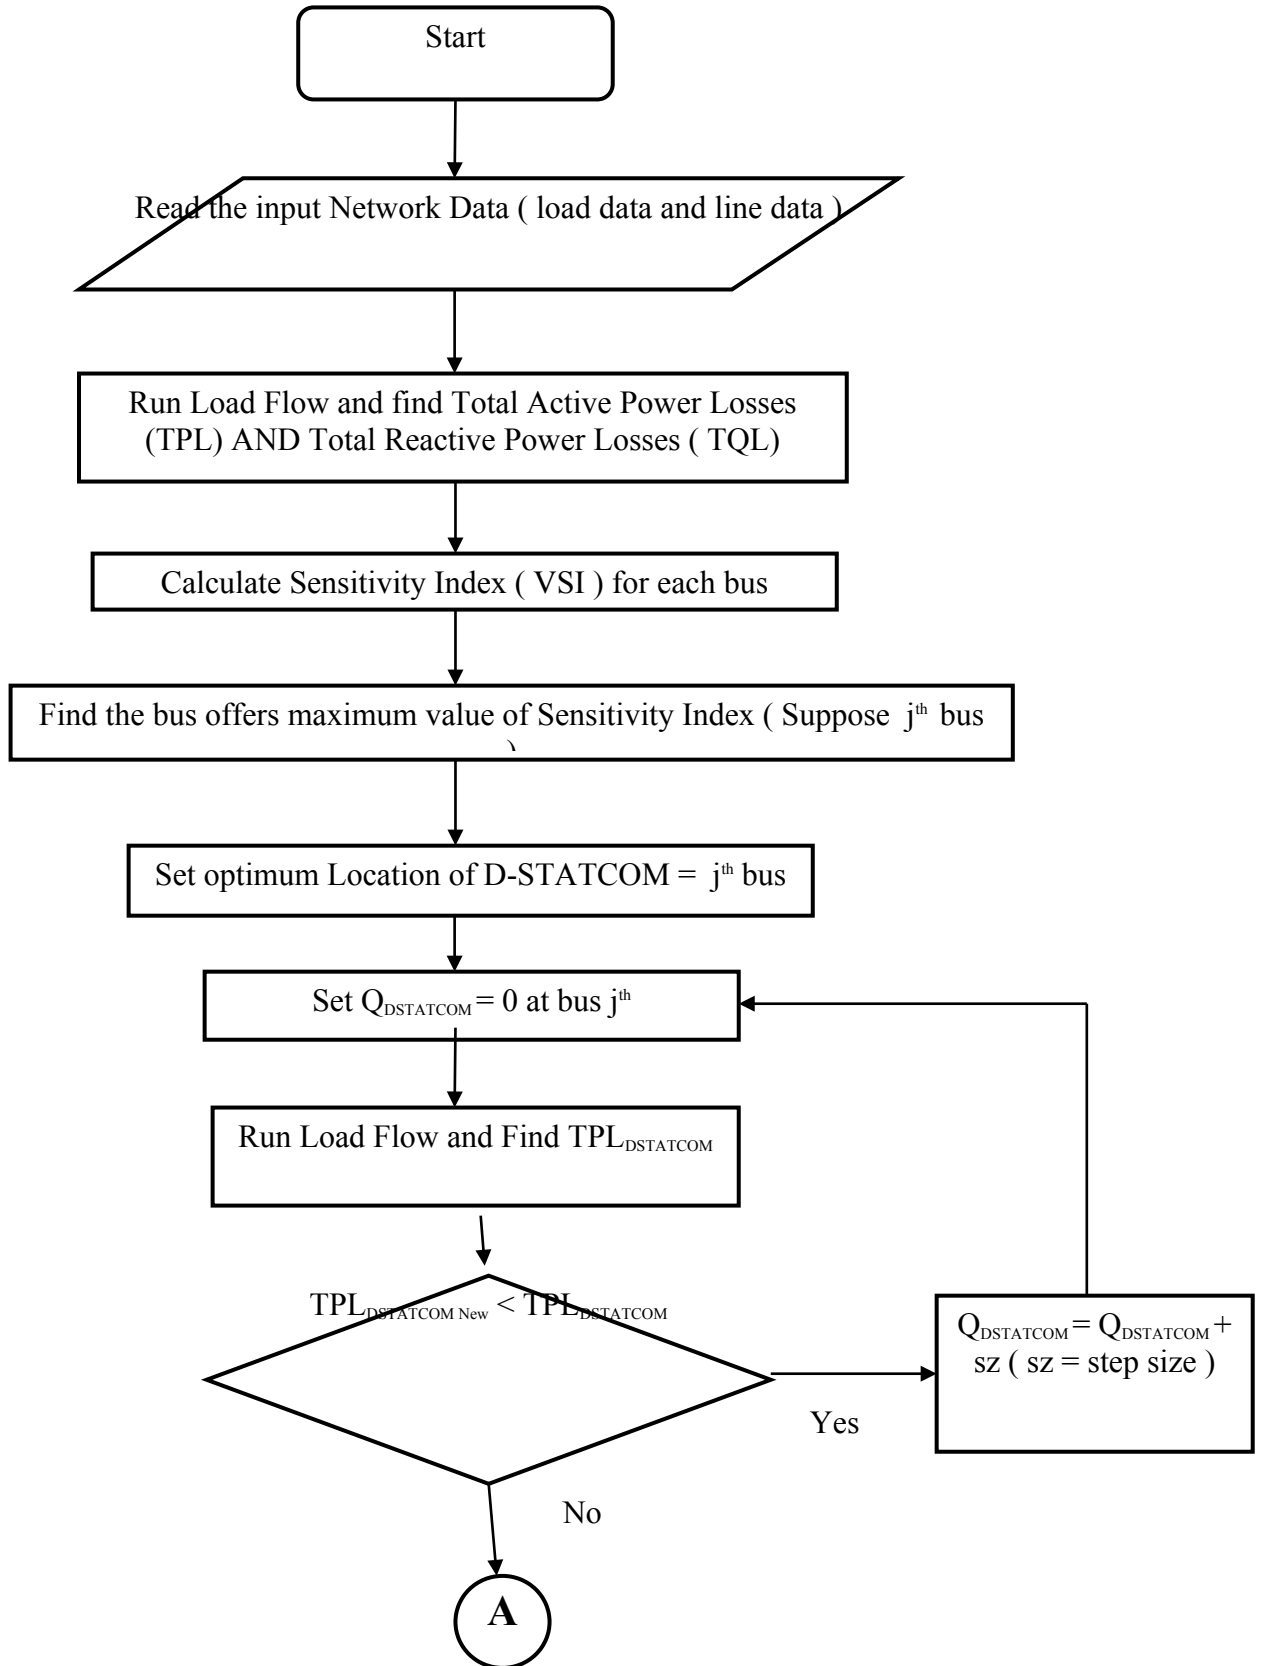 Start
Read the input Network Data ( load data and line data )
Run Load Flow and find Total Active Power Losses
(TPL) AND Total Reactive Power Losses ( TQL)
Calculate Sensitivity Index ( VSI ) for each bus
Find the bus offers maximum value of Sensitivity Index ( Suppose jth bus
)
Set optimum Location of D-STATCOM = jth bus
Set QDSTATCOM = 0 at bus jth
Run Load Flow and Find TPLDSTATCOM
TPLDSTATCOM New < TPLDSTATCOM
QDSTATCOM = QDSTATCOM +
sz ( sz = step size )
Yes
No
A